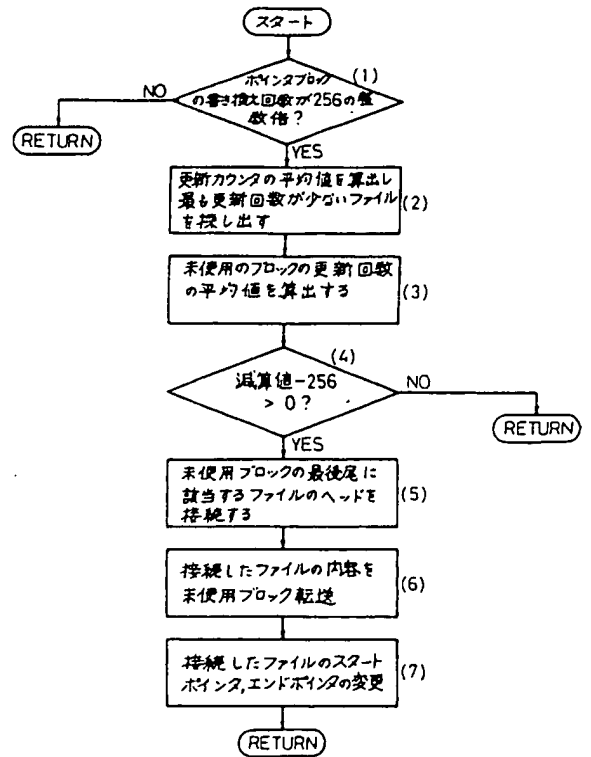 スタート
(1)
ポインタブロック
の書き換え回数が256の整
数倍?
NO
RETURN
YES
更新カウンタの平均値を算出し
最も更新回数が少ないファイル
を探し出す
(2)
未使用のブロックの更新回数
の平均値を算出する
(3)
(4)
減算値-256
> 0?
NO
RETURN
YES
未使用ブロックの最後尾に
該当するファイルのヘッドを
接続する
(5)
接続したファイルの内容を
未使用ブロック転送
(6)
接続したファイルのスタート
ポインタ,エンドポインタの変更
(7)
RETURN